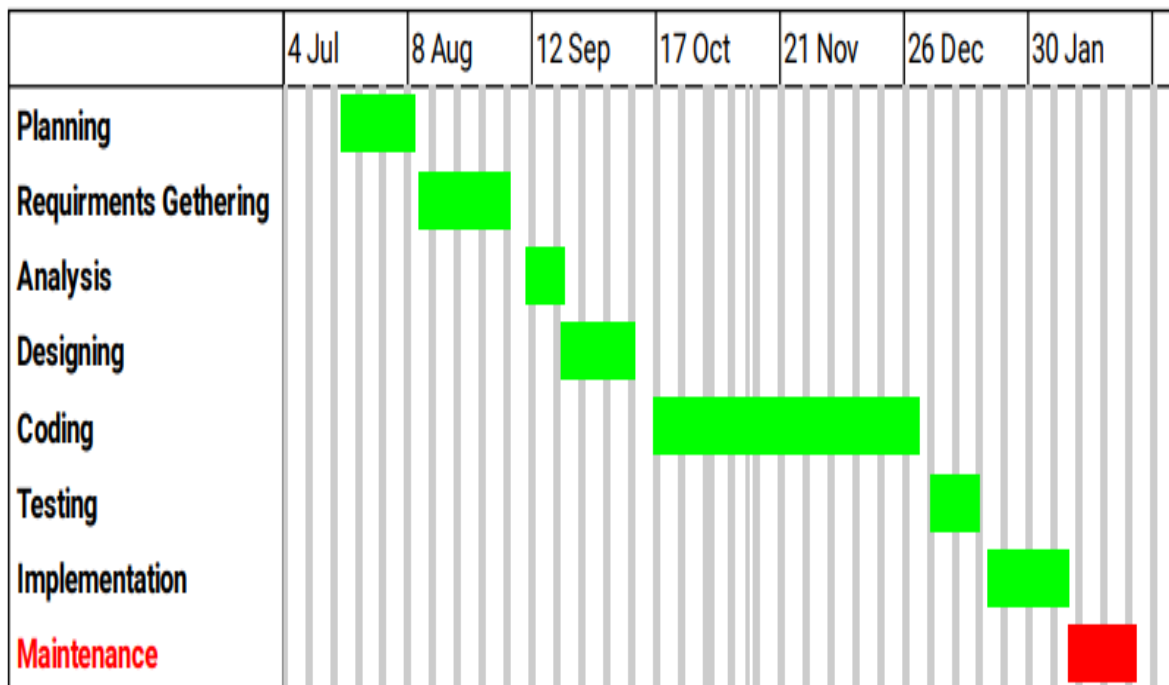 4 Jul 8 Aug 12 Sep 17 Oct 21 Nov 26 Dec 30 Jan
Planning
Requirments Gethering
Analysis
Designing
Coding
Testing
Implementation
Maintenance